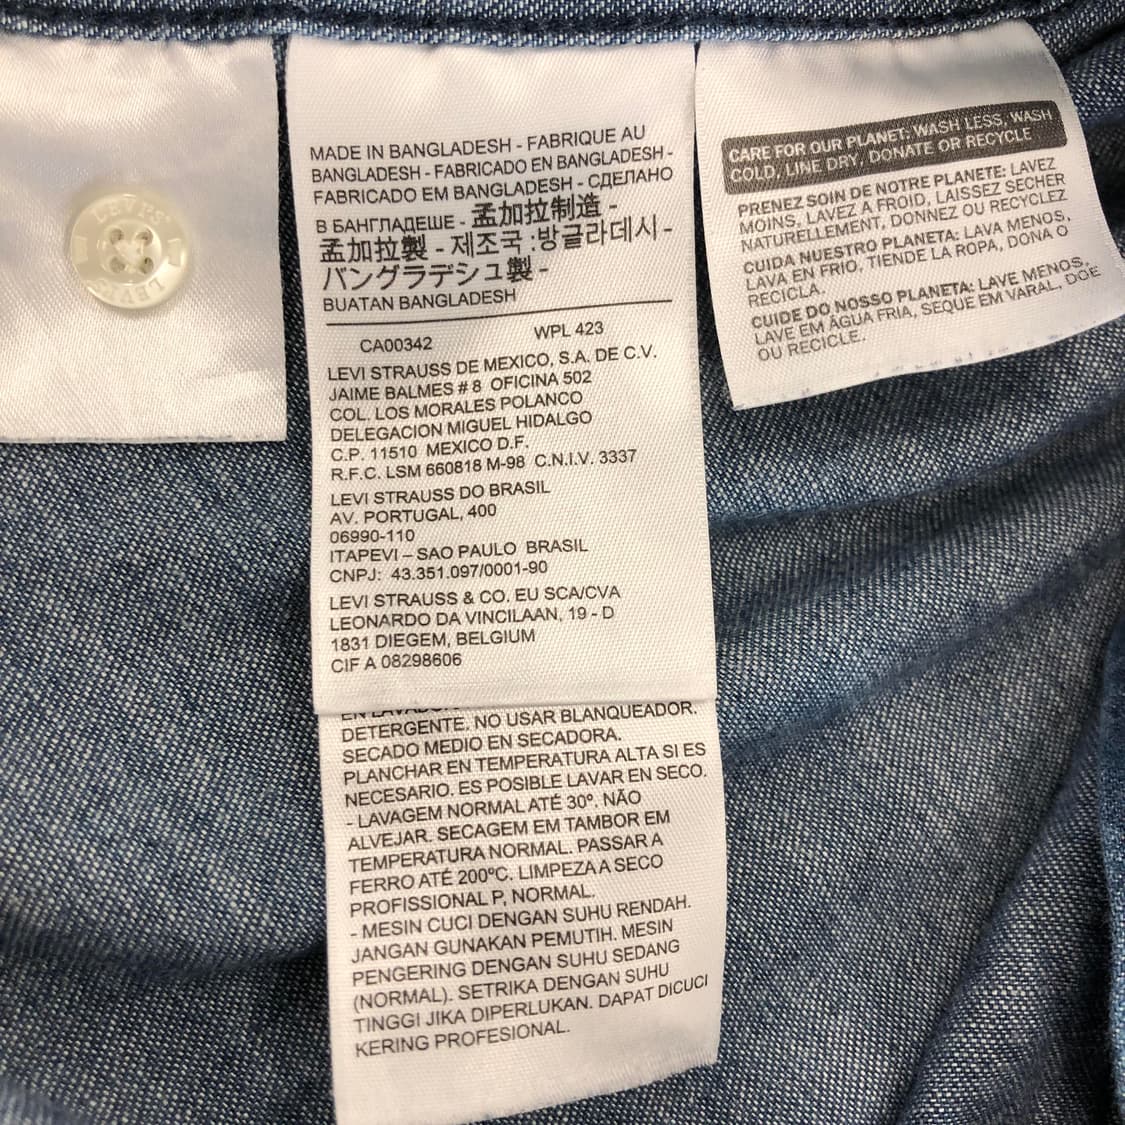 LEVI'S
LEVI'S
MADE IN BANGLADESH - FABRIQUE AU
BANGLADESH - FABRICADO EN BANGLADESH -
FABRICADO EM BANGLADESH - СДЕЛАНО
В БАНГЛАДЕШЕ - 孟加拉制造 -
孟加拉製 - 제조국 :방글라데시 -
バングラデシュ製 -
BUATAN BANGLADESH
CA00342 WPL 423
LEVI STRAUSS DE MEXICO, S.A. DE C.V.
JAIME BALMES # 8 OFICINA 502
COL. LOS MORALES POLANCO
DELEGACION MIGUEL HIDALGO
C.P. 11510 MEXICO D.F.
R.F.C. LSM 660818 M-98 C.N.I.V. 3337
LEVI STRAUSS DO BRASIL
AV. PORTUGAL, 400
06990-110
ITAPEVI – SAO PAULO BRASIL
CNPJ: 43.351.097/0001-90
LEVI STRAUSS & CO. EU SCA/CVA
LEONARDO DA VINCILAAN, 19 - D
1831 DIEGEM, BELGIUM
CIF A 08298606
DETERGENTE. NO USAR BLANQUEADOR.
SECADO MEDIO EN SECADORA.
PLANCHAR EN TEMPERATURA ALTA SI ES
NECESARIO. ES POSIBLE LAVAR EN SECO.
- LAVAGEM NORMAL ATÉ 30º. NÃO
ALVEJAR. SECAGEM EM TAMBOR EM
TEMPERATURA NORMAL. PASSAR A
FERRO ATÉ 200ºC. LIMPEZA A SECO
PROFISSIONAL P, NORMAL.
- MESIN CUCI DENGAN SUHU RENDAH.
JANGAN GUNAKAN PEMUTIH. MESIN
PENGERING DENGAN SUHU SEDANG
(NORMAL). SETRIKA DENGAN SUHU
TINGGI JIKA DIPERLUKAN. DAPAT DICUCI
KERING PROFESIONAL.
CARE FOR OUR PLANET: WASH LESS, WASH
COLD, LINE DRY, DONATE OR RECYCLE
PRENEZ SOIN DE NOTRE PLANETE: LAVEZ
MOINS, LAVEZ A FROID, LAISSEZ SECHER
NATURELLEMENT, DONNEZ OU RECYCLEZ
CUIDA NUESTRO PLANETA: LAVA MENOS,
LAVA EN FRIO, TIENDE LA ROPA, DONA O
RECICLA.
CUIDE DO NOSSO PLANETA: LAVE MENOS,
LAVE EM ÁGUA FRIA, SEQUE EM VARAL, DOE
OU RECICLE.